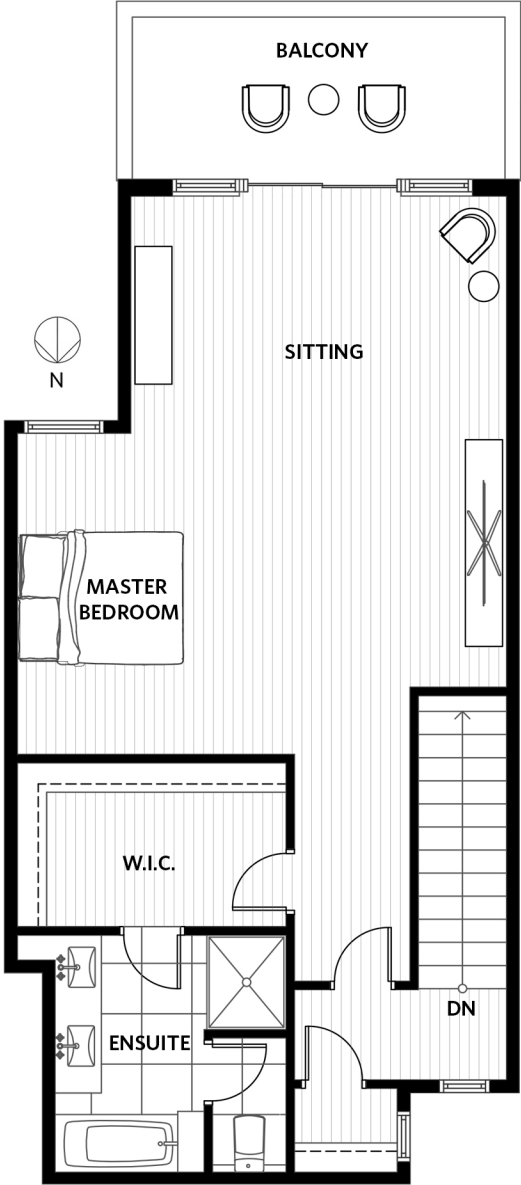 BALCONY
SITTING
N
MASTER
BEDROOM
W.I.C.
DN
ENSUITE